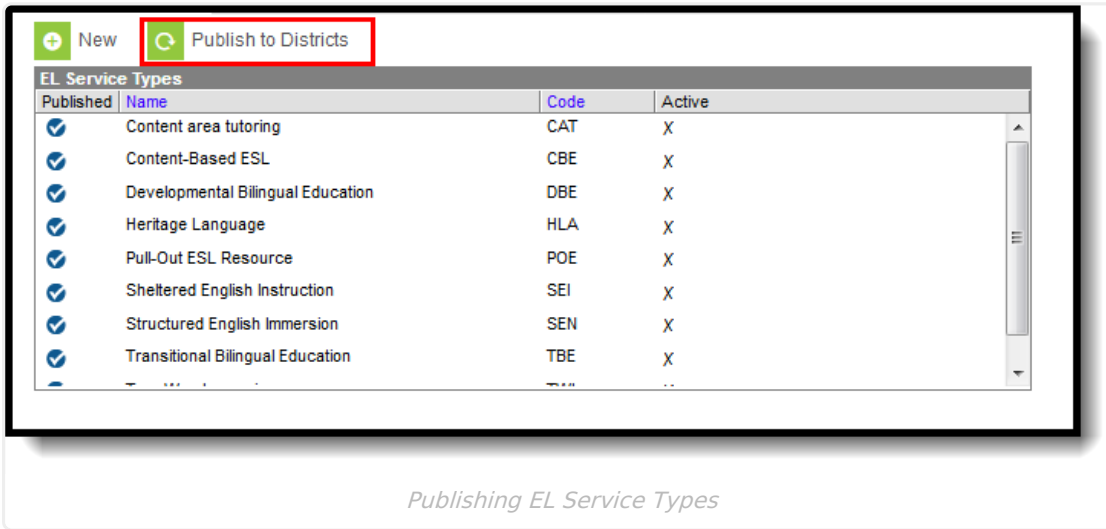 New Publish to Districts
EL Service Types
Published Name Code Active
Content area tutoring CAT X
Content-Based ESL CBE X
Developmental Bilingual Education DBE X
Heritage Language HLA X
Pull-Out ESL Resource POE X
Sheltered English Instruction SEI X
Structured English Immersion SEN X
Transitional Bilingual Education TBE X
Publishing EL Service Types